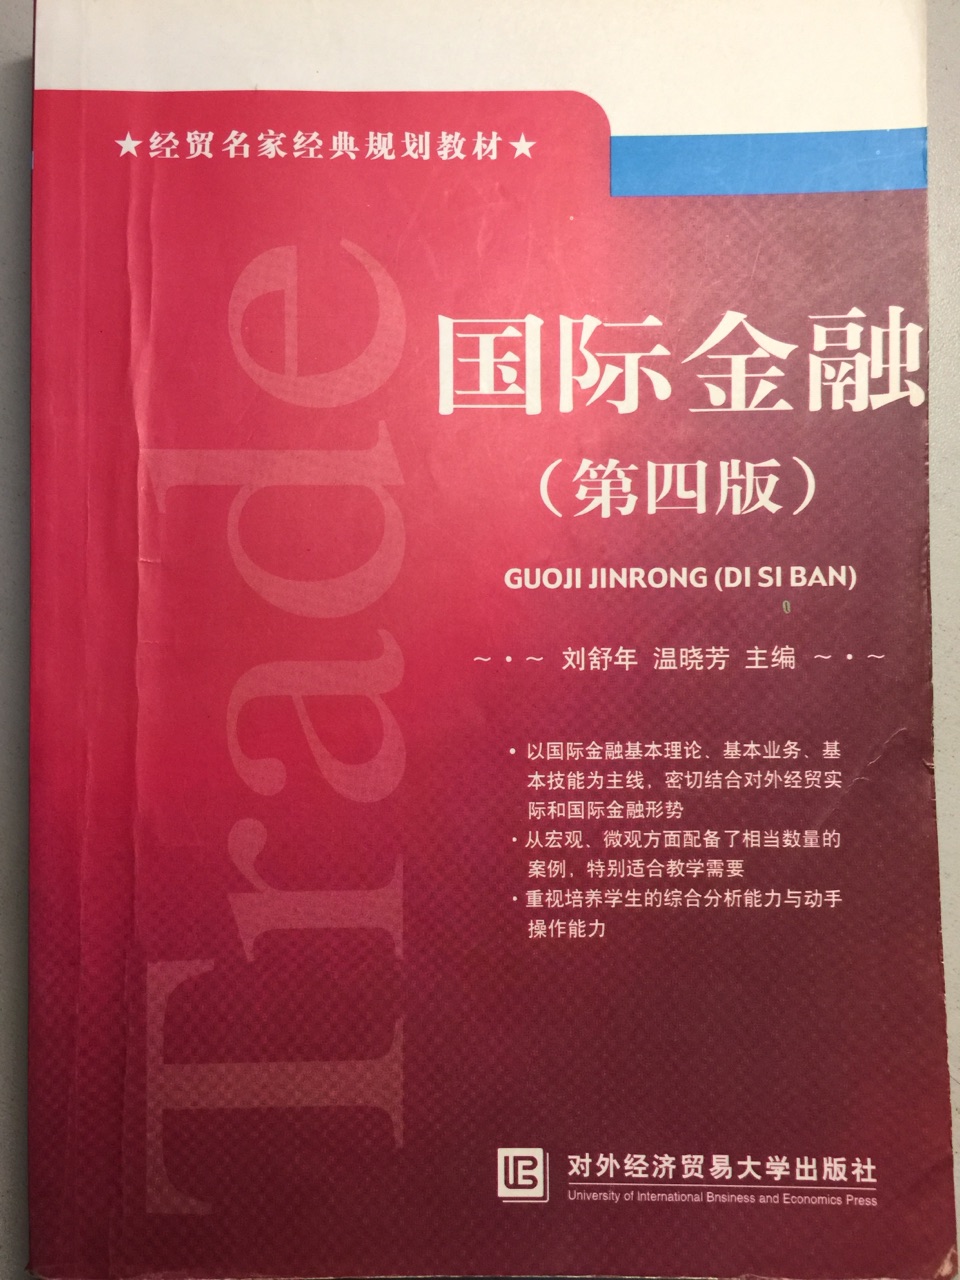 ★经贸名家经典规划教材★
Trade
国际金融
（第四版）
GUOJI JINRONG (DI SI BAN)
～·～ 刘舒年 温晓芳 主编 ～·～
·以国际金融基本理论、基本业务、基
本技能为主线，密切结合对外经贸实
际和国际金融形势
·从宏观、微观方面配备了相当数量的
案例，特别适合教学需要
·重视培养学生的综合分析能力与动手
操作能力
对外经济贸易大学出版社
University of International Bnsiness and Economics Press